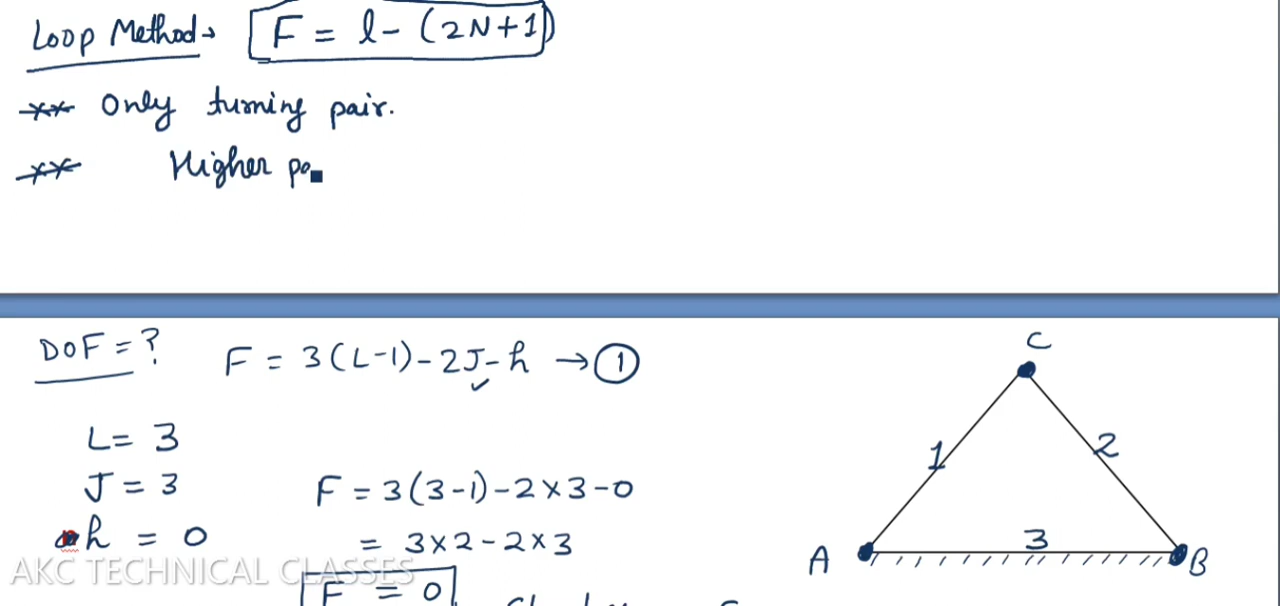 Loop Method→ F = l - (2N+1)
** Only turning pair.
** Higher pa
DOF = ? F = 3(L-1) - 2J - h → ①
L = 3
J = 3 F = 3(3-1) - 2×3 - 0
h = 0 = 3×2 - 2×3
F = 0
C
1 2
3
A B
AKC TECHNICAL CLASSES